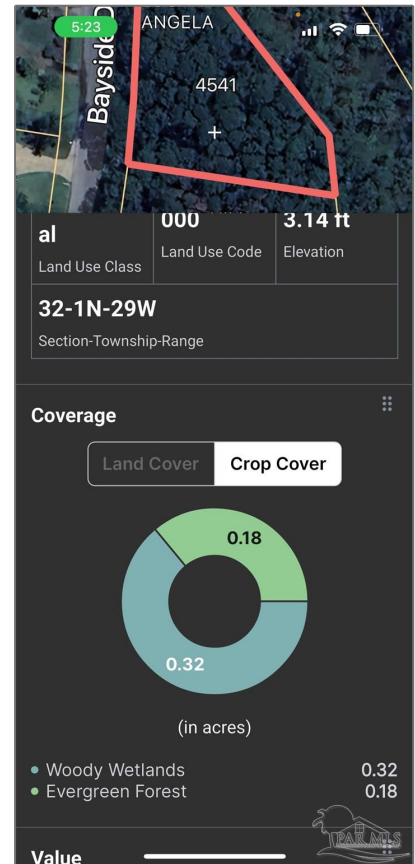 5:23
ANGELA
Bayside D
4541
al
Land Use Class
000
Land Use Code
3.14 ft
Elevation
32-1N-29W
Section-Township-Range
Coverage
Land Cover
Crop Cover
0.18
0.32
(in acres)
Woody Wetlands 0.32
Evergreen Forest 0.18
Value
PAR MLS